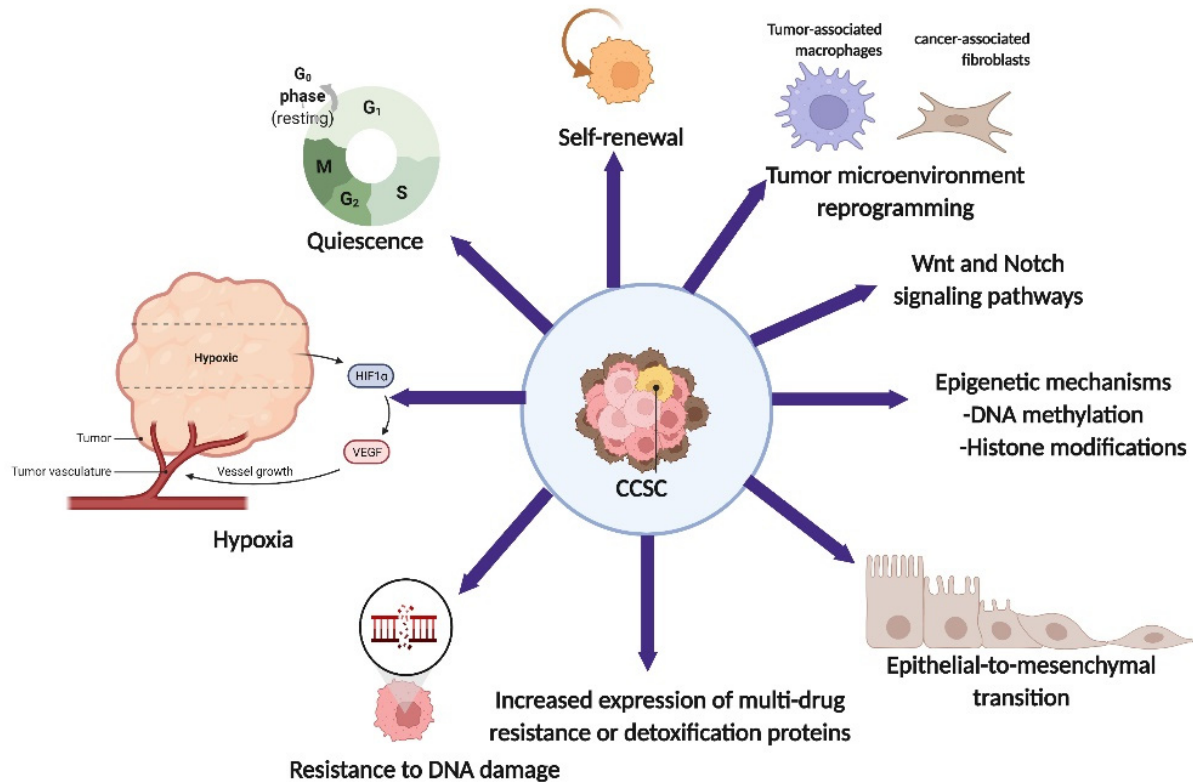 Tumor-associated
macrophages
cancer-associated
fibroblasts
G₀
phase
(resting)
G₁
M
G₂
S
Self-renewal
Tumor microenvironment
reprogramming
Quiescence
Wnt and Notch
signaling pathways
Hypoxic
HIF1α
Epigenetic mechanisms
-DNA methylation
-Histone modifications
Tumor
VEGF
Tumor vasculature
Vessel growth
CCSC
Hypoxia
Epithelial-to-mesenchymal
transition
Increased expression of multi-drug
resistance or detoxification proteins
Resistance to DNA damage